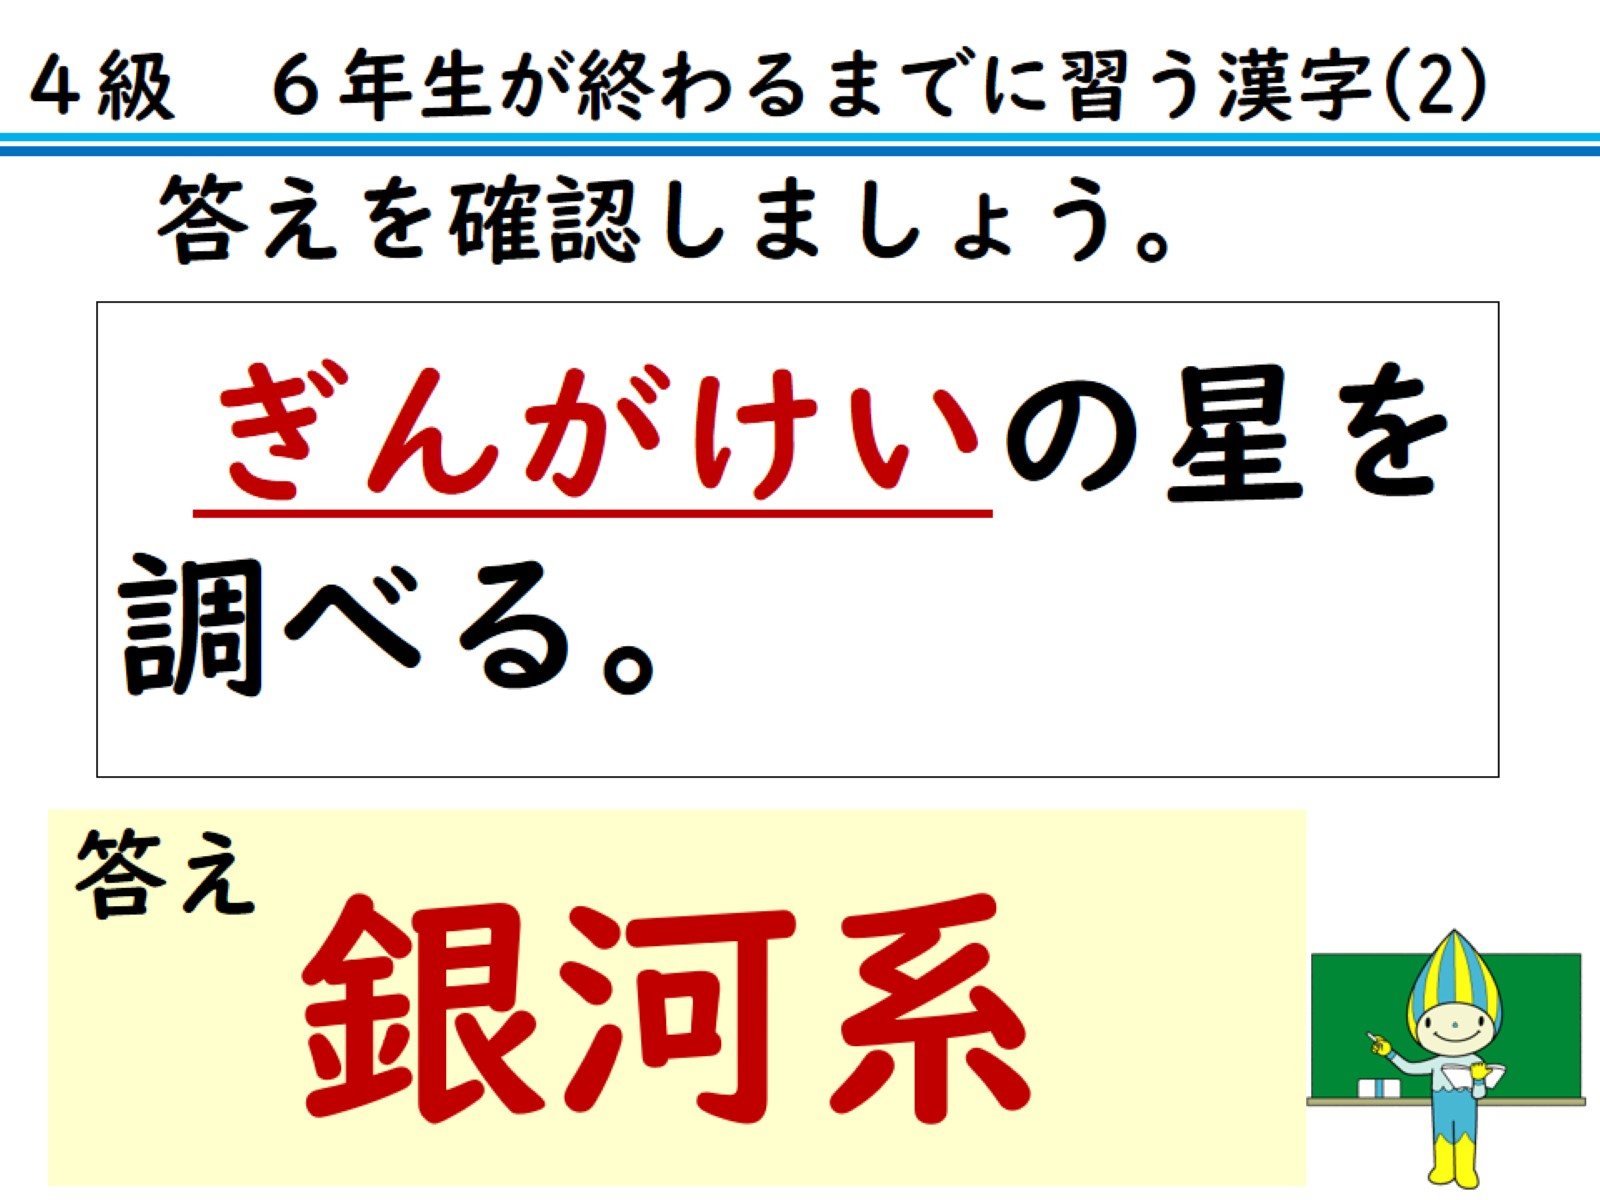 ４級　６年生が終わるまでに習う漢字(2)
答えを確認しましょう。
ぎんがけいの星を
調べる。
答え
銀河系